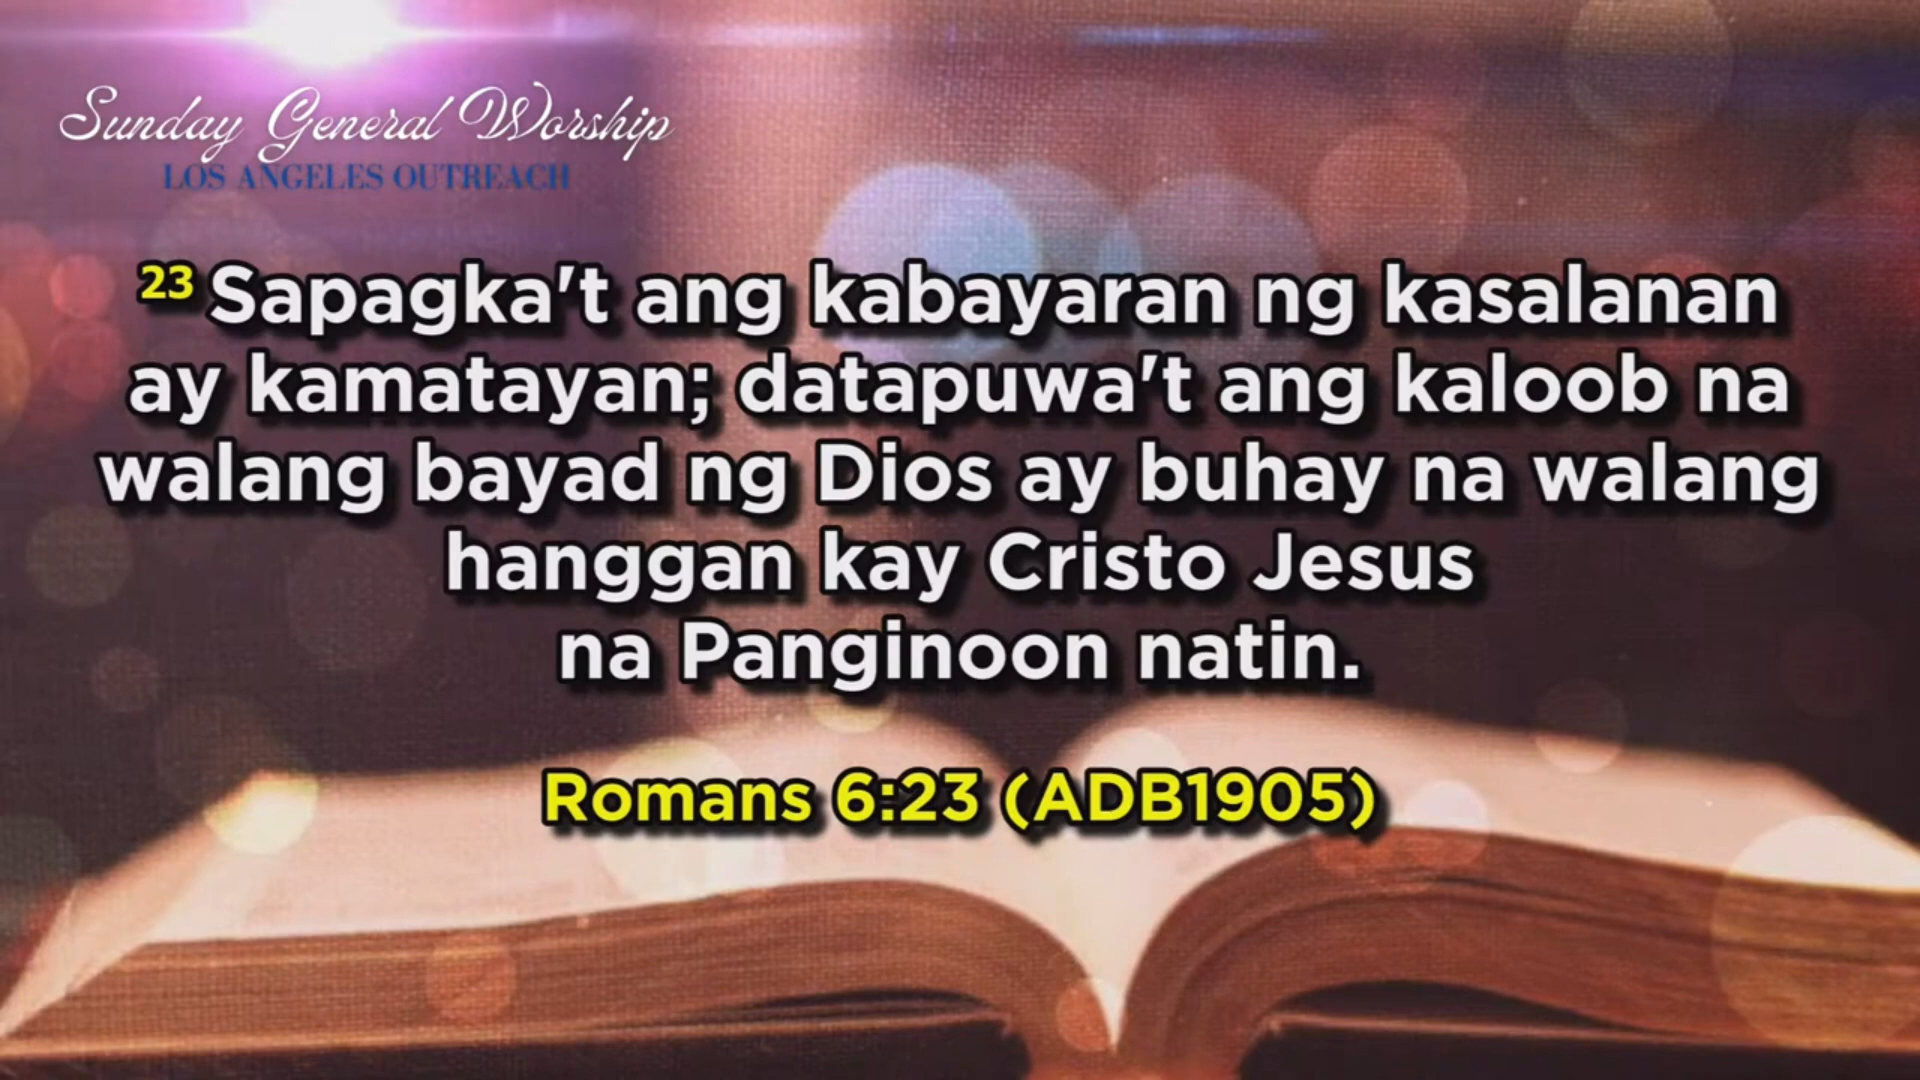 Sunday General Worship
LOS ANGELES OUTREACH
23 Sapagka't ang kabayaran ng kasalanan
ay kamatayan; datapuwa't ang kaloob na
walang bayad ng Dios ay buhay na walang
hanggan kay Cristo Jesus
na Panginoon natin.
Romans 6:23 (ADB1905)